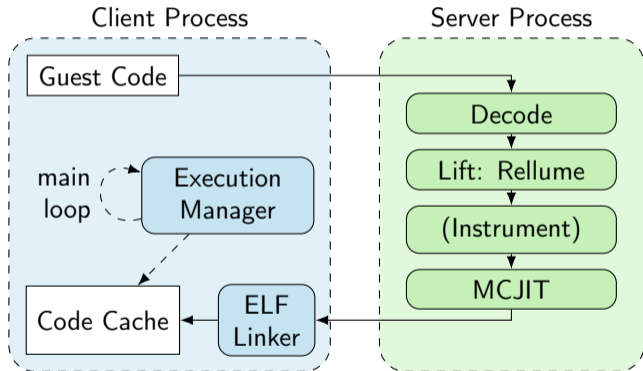 Client Process
Server Process
Guest Code
Decode
Lift: Rellume
(Instrument)
MCJIT
main
loop
Execution
Manager
Code Cache
ELF
Linker